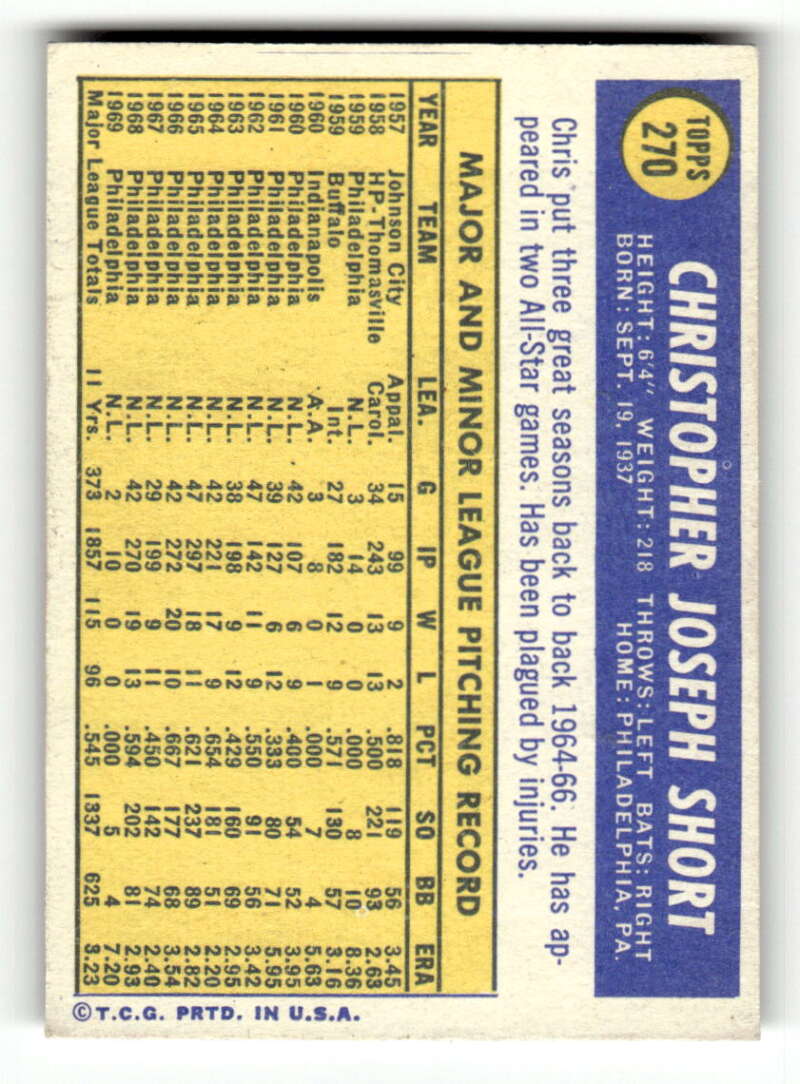 TOPPS
270
CHRISTOPHER JOSEPH SHORT
HEIGHT: 6'4" WEIGHT: 218 THROWS: LEFT BATS: RIGHT
BORN: SEPT. 19, 1937 HOME: PHILADELPHIA, PA.
Chris put three great seasons back to back 1964-66. He has ap-
peared in two All-Star games. Has been plagued by injuries.
MAJOR AND MINOR LEAGUE PITCHING RECORD
YEAR TEAM LEA. G IP W L PCT SO BB ERA
1957 Johnson City Appal. 15 99 9 2 .818 119 56 3.45
1958 HP-Thomasville Carol. 34 243 13 13 .500 221 93 2.63
1959 Philadelphia N.L. 3 14 0 0 .000 8 10 8.36
1959 Buffalo Int. 27 182 12 9 .571 130 57 3.16
1960 Indianapolis A.A. 3 8 0 1 .000 7 4 5.63
1960 Philadelphia N.L. 42 107 6 9 .400 54 52 3.95
1961 Philadelphia N.L. 39 127 6 12 .333 80 71 5.95
1962 Philadelphia N.L. 47 142 11 9 .550 91 56 3.42
1963 Philadelphia N.L. 38 198 9 12 .429 160 69 2.95
1964 Philadelphia N.L. 42 221 17 9 .654 181 51 2.20
1965 Philadelphia N.L. 47 297 18 11 .621 237 89 2.82
1966 Philadelphia N.L. 42 272 20 10 .667 177 68 3.54
1967 Philadelphia N.L. 29 199 9 11 .450 142 74 2.40
1968 Philadelphia N.L. 42 270 19 13 .594 202 81 2.93
1969 Philadelphia N.L. 2 10 0 0 .000 5 4 7.20
Major League Totals 11 Yrs. 373 1857 115 96 .545 1337 625 3.23
©T.C.G. PRTD. IN U.S.A.